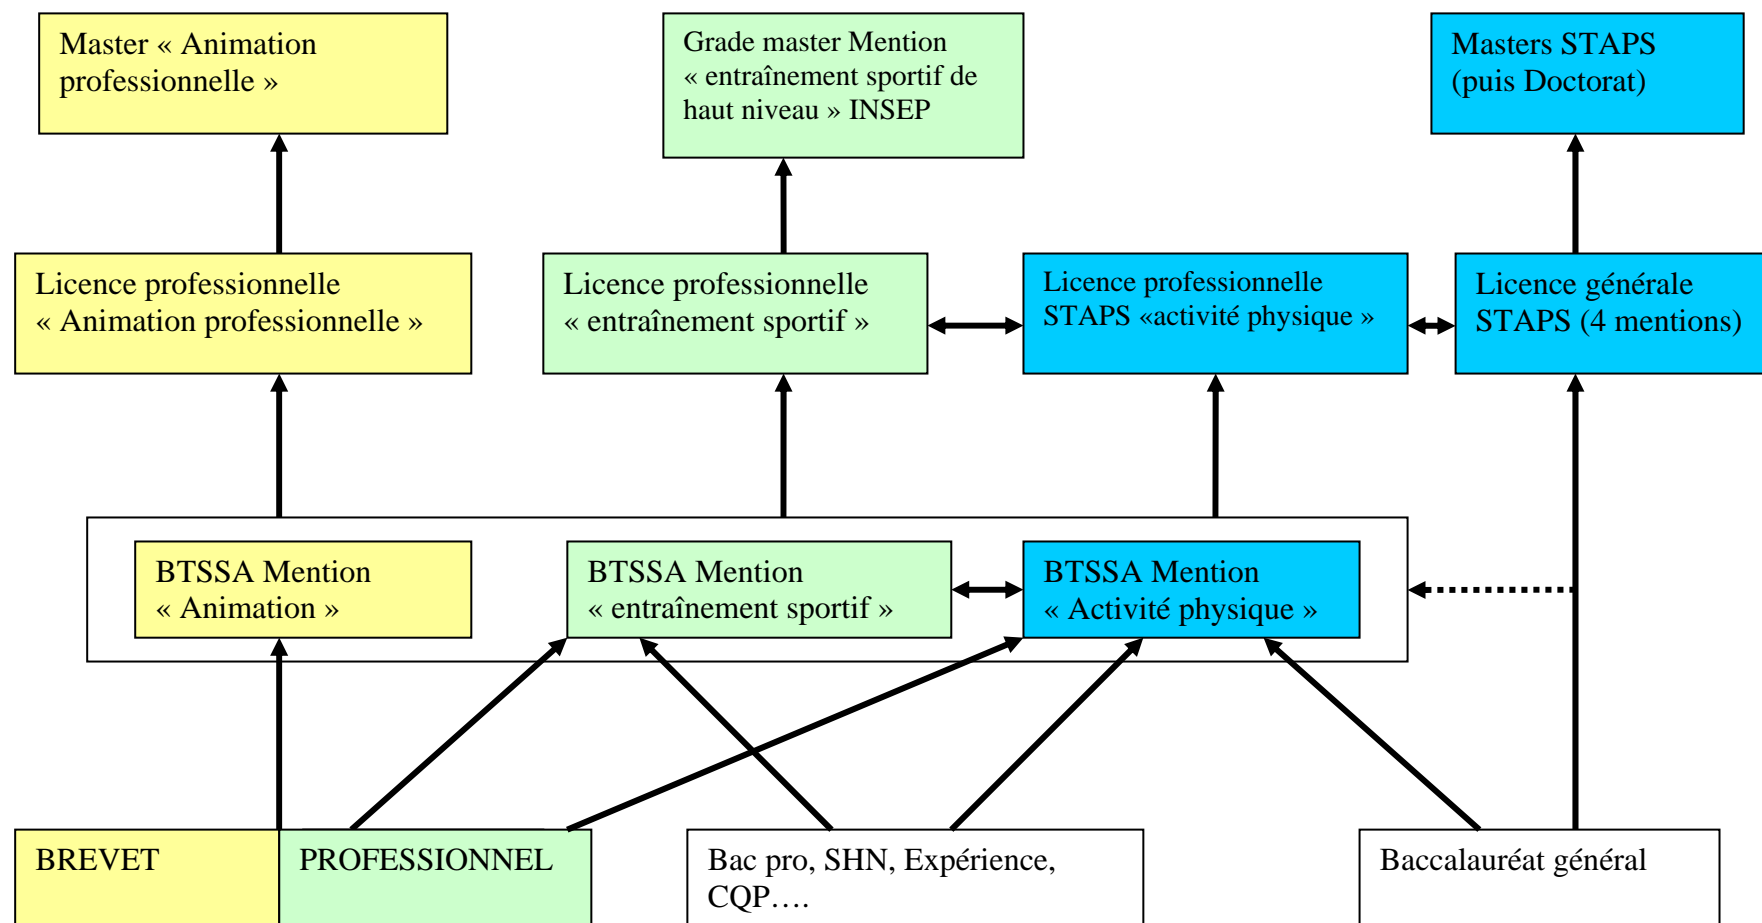 Master « Animation
professionnelle »
Grade master Mention
« entraînement sportif de
haut niveau » INSEP
Masters STAPS
(puis Doctorat)
Licence professionnelle
« Animation professionnelle »
Licence professionnelle
« entraînement sportif »
Licence professionnelle
STAPS «activité physique »
Licence générale
STAPS (4 mentions)
BTSSA Mention
« Animation »
BTSSA Mention
« entraînement sportif »
BTSSA Mention
« Activité physique »
BREVET
PROFESSIONNEL
Bac pro, SHN, Expérience,
CQP….
Baccalauréat général